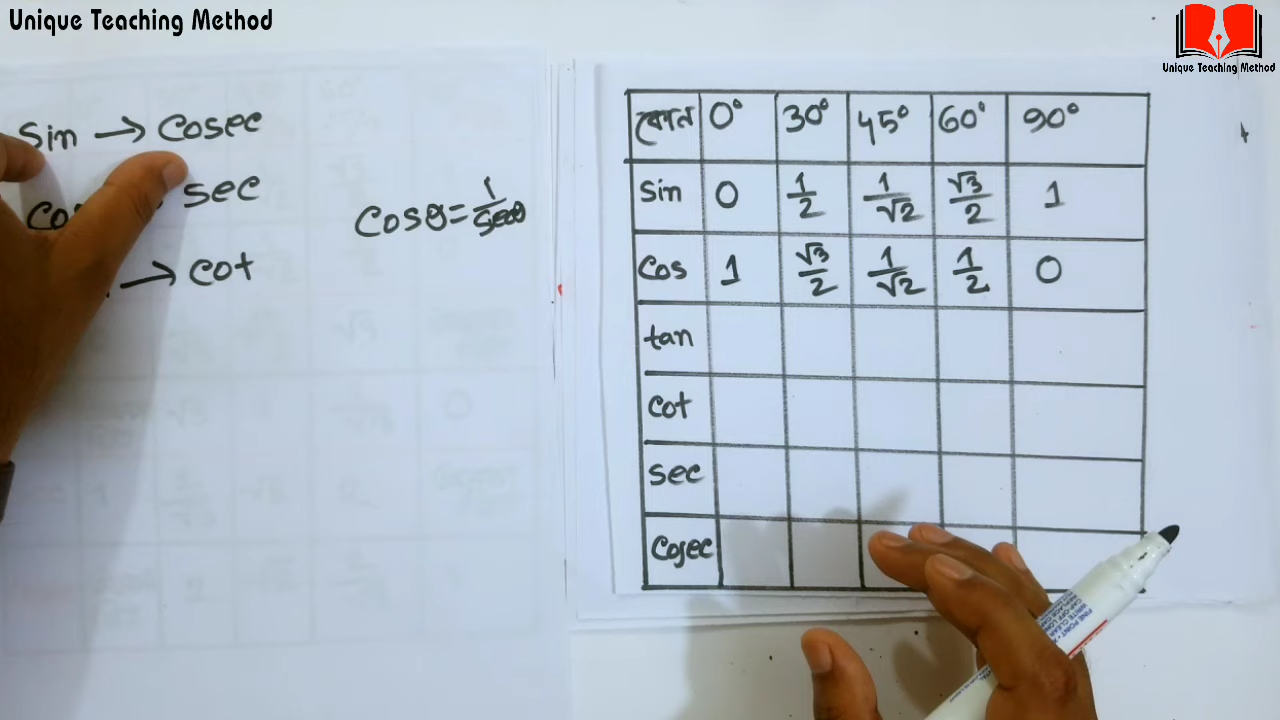 Unique Teaching Method
Unique Teaching Method
sin → cosec
cos sec
→ cot
cosθ = 1/secθ
কোণ 0° 30° 45° 60° 90°
sin 0 1/2 1/√2 √3/2 1
cos 1 √3/2 1/√2 1/2 0
tan
cot
sec
cosec